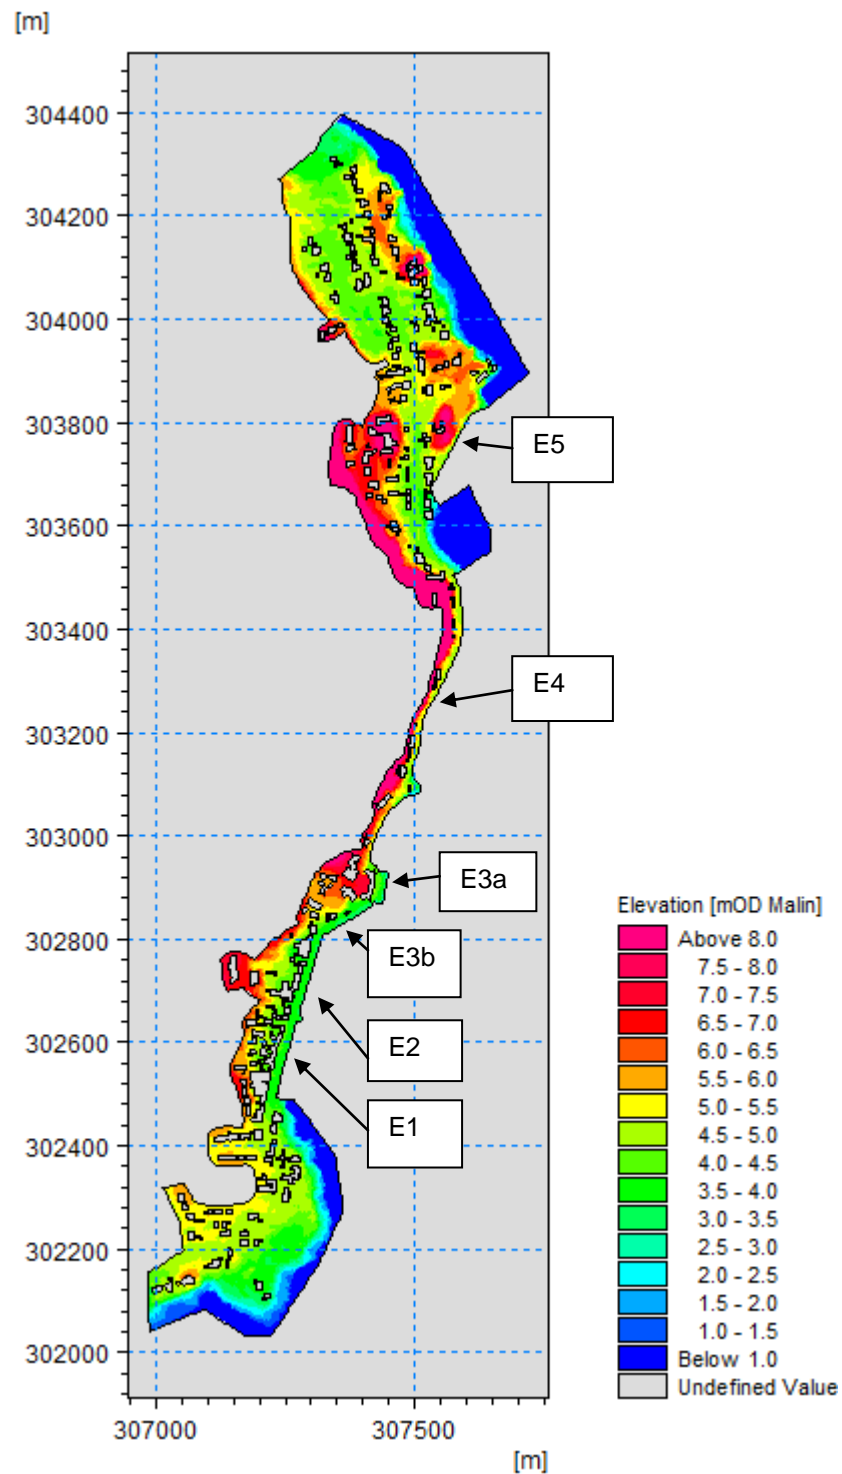 [m]
304400
304200
304000
303800
E5
303600
303400
E4
303200
303000
E3a
Elevation [mOD Malin]
302800
E3b
Above 8.0
7.5 - 8.0
7.0 - 7.5
6.5 - 7.0
302600
E2
6.0 - 6.5
5.5 - 6.0
5.0 - 5.5
E1
4.5 - 5.0
302400
4.0 - 4.5
3.5 - 4.0
3.0 - 3.5
302200
2.5 - 3.0
2.0 - 2.5
1.5 - 2.0
1.0 - 1.5
302000
Below 1.0
Undefined Value
307000
307500
[m]